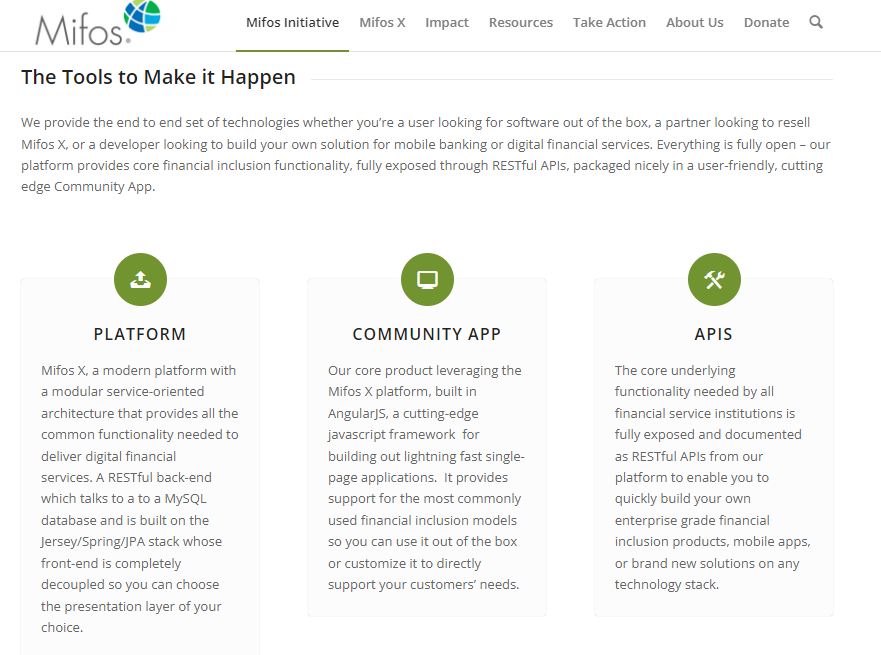 Mifos.
Mifos Initiative Mifos X Impact Resources Take Action About Us Donate
The Tools to Make it Happen
We provide the end to end set of technologies whether you're a user looking for software out of the box, a partner looking to resell
Mifos X, or a developer looking to build your own solution for mobile banking or digital financial services. Everything is fully open – our
platform provides core financial inclusion functionality, fully exposed through RESTful APIs, packaged nicely in a user-friendly, cutting
edge Community App.
PLATFORM
Mifos X, a modern platform with
a modular service-oriented
architecture that provides all the
common functionality needed to
deliver digital financial
services. A RESTful back-end
which talks to a to a MySQL
database and is built on the
Jersey/Spring/JPA stack whose
front-end is completely
decoupled so you can choose
the presentation layer of your
choice.
COMMUNITY APP
Our core product leveraging the
Mifos X platform, built in
AngularJS, a cutting-edge
javascript framework  for
building out lightning fast single-
page applications.  It provides
support for the most commonly
used financial inclusion models
so you can use it out of the box
or customize it to directly
support your customers' needs.
APIS
The core underlying
functionality needed by all
financial service institutions is
fully exposed and documented
as RESTful APIs from our
platform to enable you to
quickly build your own
enterprise grade financial
inclusion products, mobile apps,
or brand new solutions on any
technology stack.